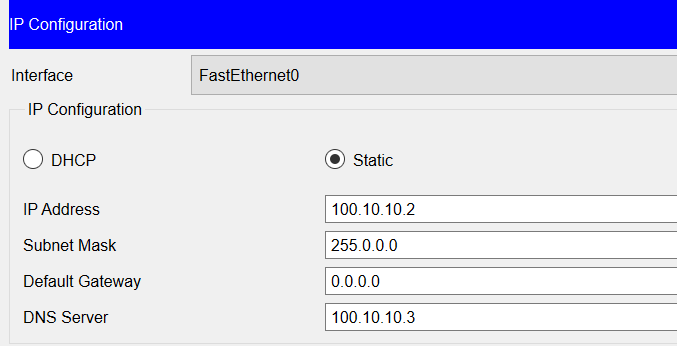 IP Configuration
Interface FastEthernet0
IP Configuration
DHCP Static
IP Address 100.10.10.2
Subnet Mask 255.0.0.0
Default Gateway 0.0.0.0
DNS Server 100.10.10.3